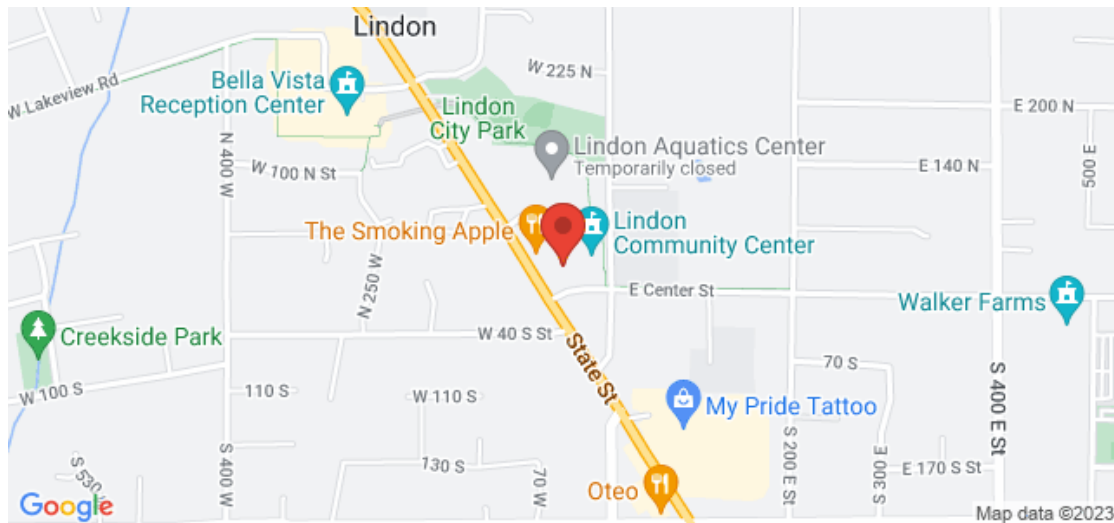 Lindon
W 225 N
W Lakeview Rd
Bella Vista
Reception Center
Lindon
City Park
E 200 N
Lindon Aquatics Center
Temporarily closed
E 140 N
500 E
N 400 W
W 100 N St
The Smoking Apple
Lindon
Community Center
N 250 W
E Center St
Walker Farms
Creekside Park
W 40 S St
State St
70 S
W 100 S
110 S
W 110 S
My Pride Tattoo
S 400 E St
S 200 E St
S 300 E
S 530 W
S 400 W
130 S
70 W
E 170 S St
Oteo
Google
Map data ©2023